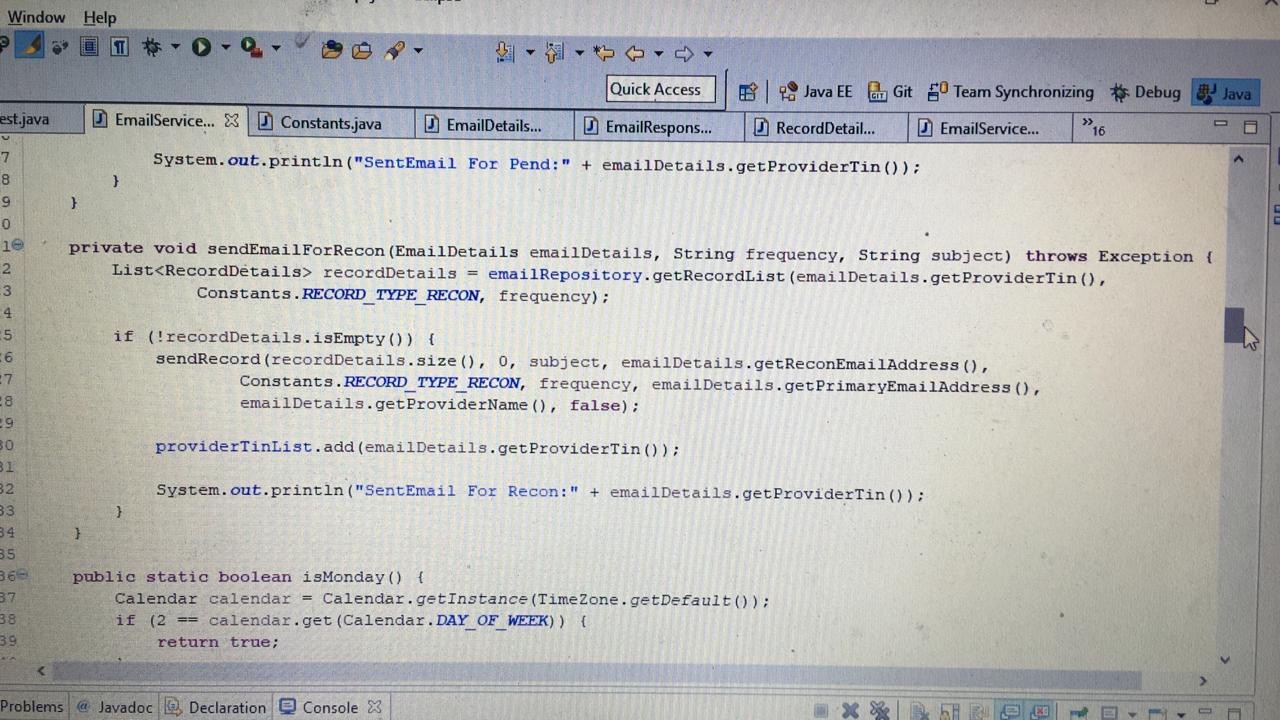 Window Help
Quick Access
Java EE
Git
Team Synchronizing
Debug
Java
est.java
EmailService...
Constants.java
EmailDetails...
EmailRespons...
RecordDetail...
EmailService...
»16
7 System.out.println("SentEmail For Pend:" + emailDetails.getProviderTin());
8 }
9 }
0
1 private void sendEmailForRecon(EmailDetails emailDetails, String frequency, String subject) throws Exception {
2 List<RecordDetails> recordDetails = emailRepository.getRecordList(emailDetails.getProviderTin(),
3 Constants.RECORD_TYPE_RECON, frequency);
4
5 if (!recordDetails.isEmpty()) {
6 sendRecord(recordDetails.size(), 0, subject, emailDetails.getReconEmailAddress(),
7 Constants.RECORD_TYPE_RECON, frequency, emailDetails.getPrimaryEmailAddress(),
28 emailDetails.getProviderName(), false);
29
30 providerTinList.add(emailDetails.getProviderTin());
31
32 System.out.println("SentEmail For Recon:" + emailDetails.getProviderTin());
33 }
34 }
35
36 public static boolean isMonday() {
37 Calendar calendar = Calendar.getInstance(TimeZone.getDefault());
38 if (2 == calendar.get(Calendar.DAY_OF_WEEK)) {
39 return true;
Problems
@ Javadoc
Declaration
Console